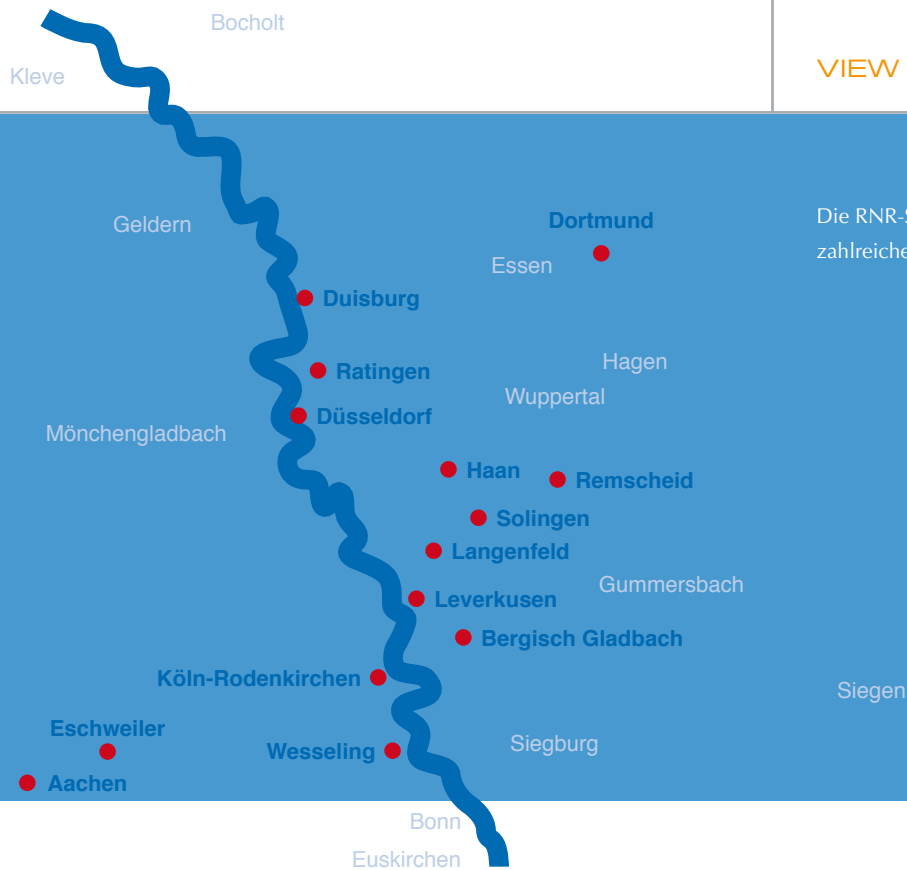 Bocholt
VIEW
Kleve
Die RNR-S
zahlreiche
Geldern
Dortmund
Essen
Duisburg
Hagen
Ratingen
Wuppertal
Düsseldorf
Mönchengladbach
Haan
Remscheid
Solingen
Langenfeld
Gummersbach
Leverkusen
Bergisch Gladbach
Köln-Rodenkirchen
Siegen
Eschweiler
Wesseling
Siegburg
Aachen
Bonn
Euskirchen